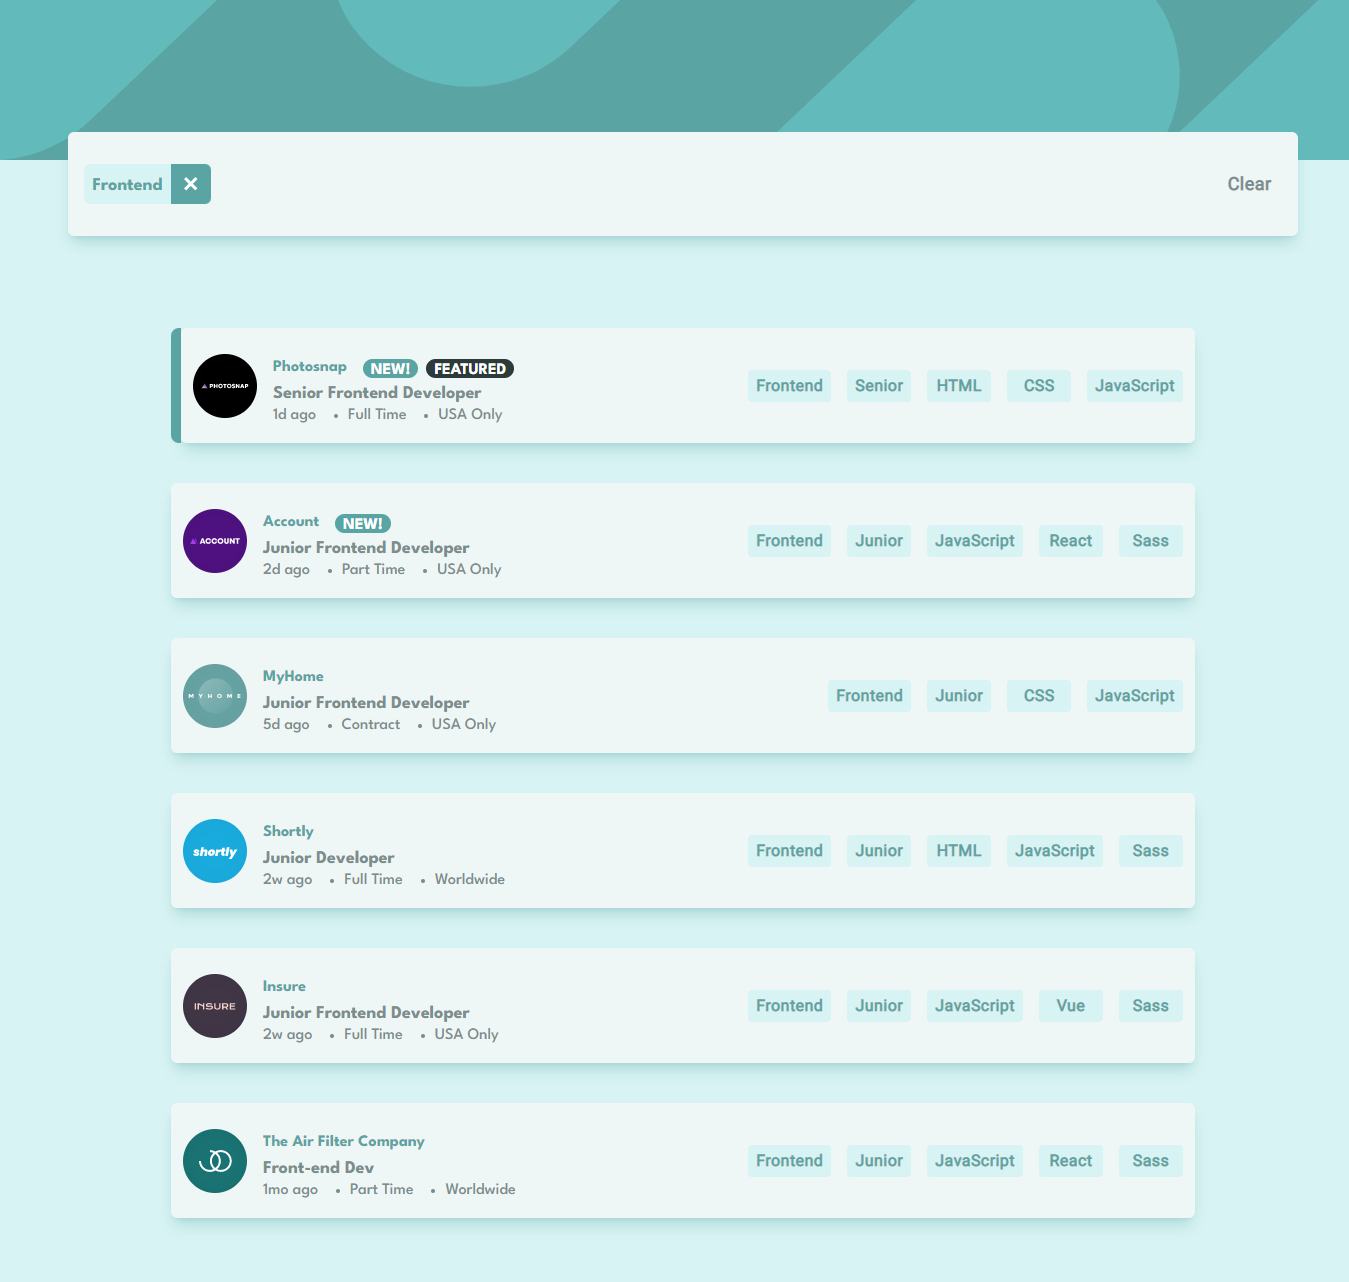 Frontend ✕ Clear
PHOTOSNAP
Photosnap NEW! FEATURED
Senior Frontend Developer
1d ago • Full Time • USA Only
Frontend Senior HTML CSS JavaScript
ACCOUNT
Account NEW!
Junior Frontend Developer
2d ago • Part Time • USA Only
Frontend Junior JavaScript React Sass
MYHOME
MyHome
Junior Frontend Developer
5d ago • Contract • USA Only
Frontend Junior CSS JavaScript
shortly
Shortly
Junior Developer
2w ago • Full Time • Worldwide
Frontend Junior HTML JavaScript Sass
INSURE
Insure
Junior Frontend Developer
2w ago • Full Time • USA Only
Frontend Junior JavaScript Vue Sass
The Air Filter Company
Front-end Dev
1mo ago • Part Time • Worldwide
Frontend Junior JavaScript React Sass